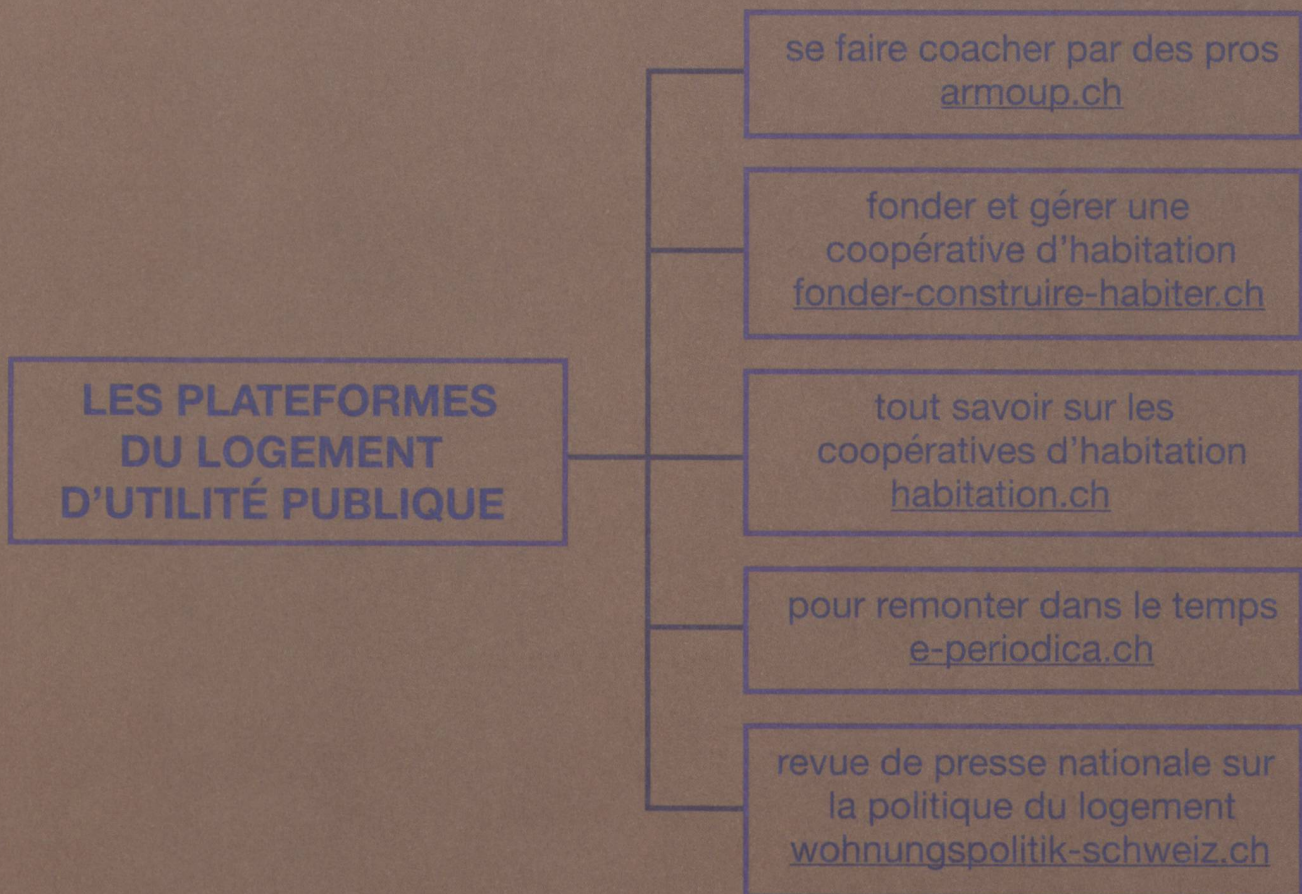 LES PLATEFORMES
DU LOGEMENT
D'UTILITÉ PUBLIQUE
se faire coacher par des pros
armoup.ch
fonder et gérer une
coopérative d'habitation
fonder-construire-habiter.ch
tout savoir sur les
coopératives d'habitation
habitation.ch
pour remonter dans le temps
e-periodica.ch
revue de presse nationale sur
la politique du logement
wohnungspolitik-schweiz.ch